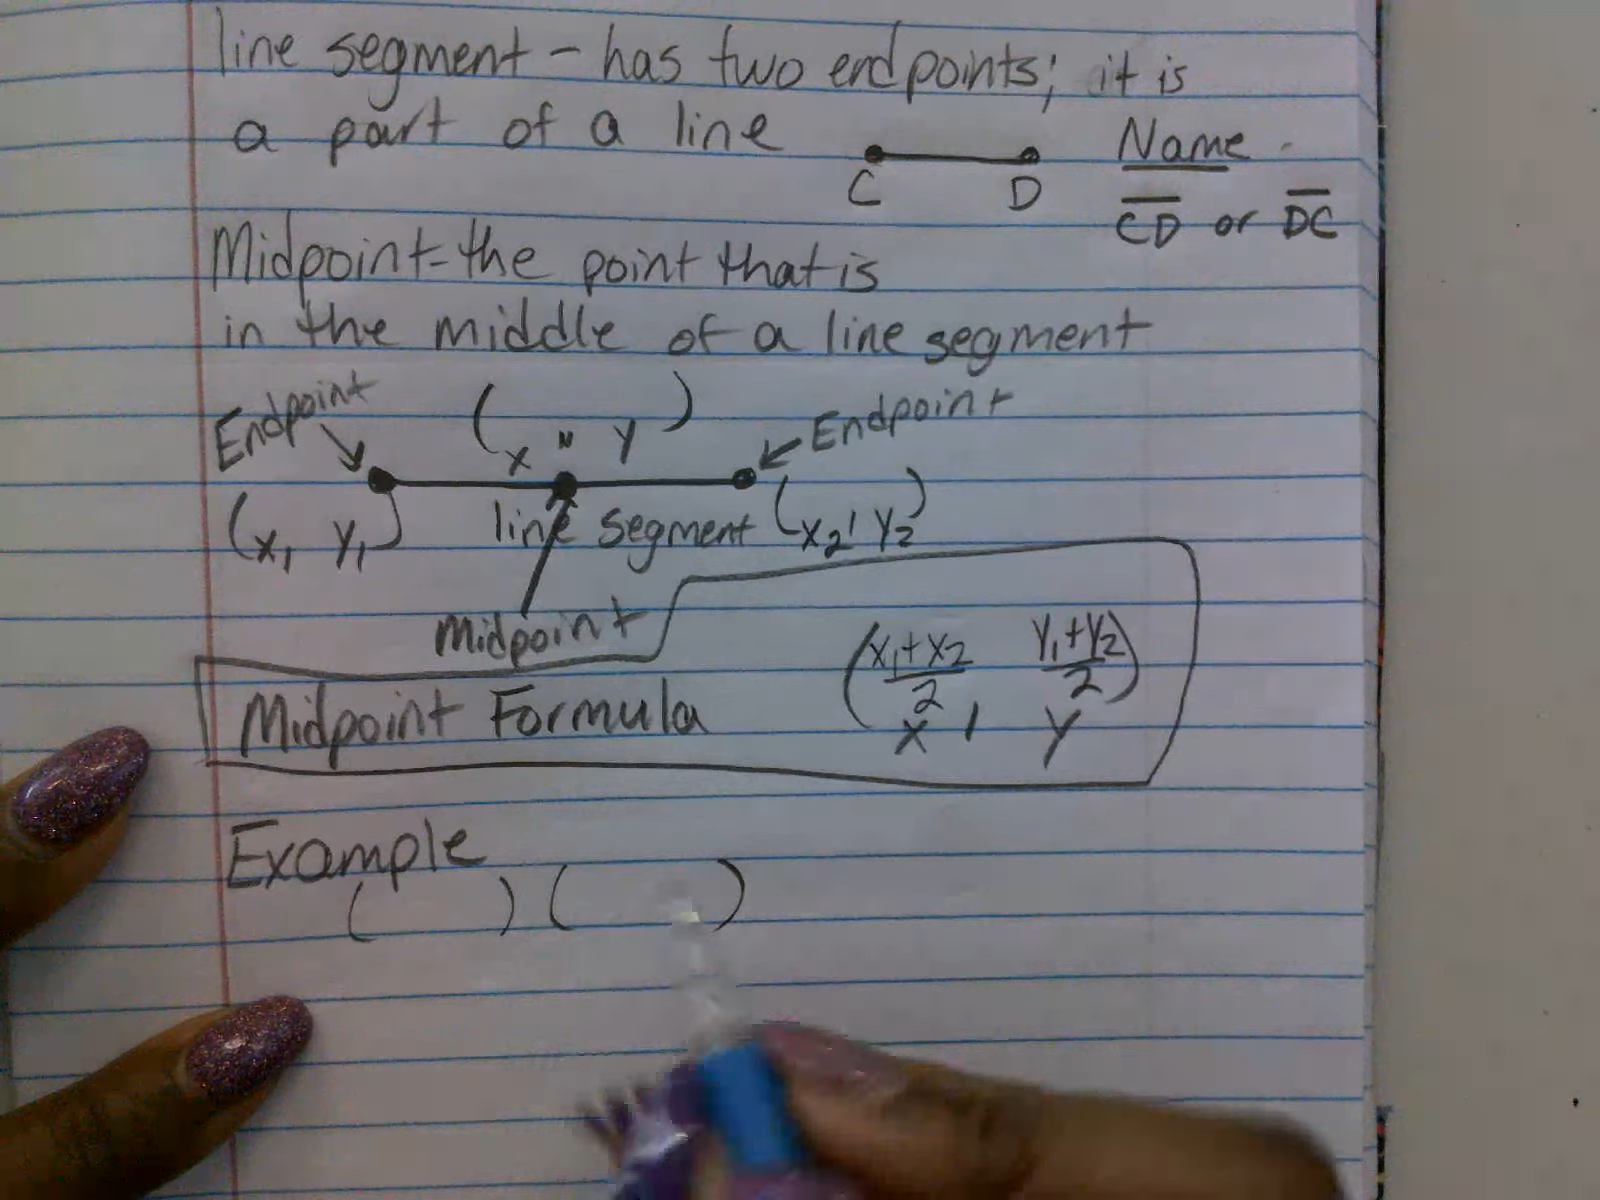 line segment - has two endpoints; it is
a part of a line
C D
Name
CD or DC
Midpoint - the point that is
in the middle of a line segment
Endpoint
( x , y )
Endpoint
(x₁ y₁)
line segment
(x₂, y₂)
Midpoint
Midpoint Formula
(x₁+x₂/2 y₁+y₂/2)
x , y
Example
( ) ( )